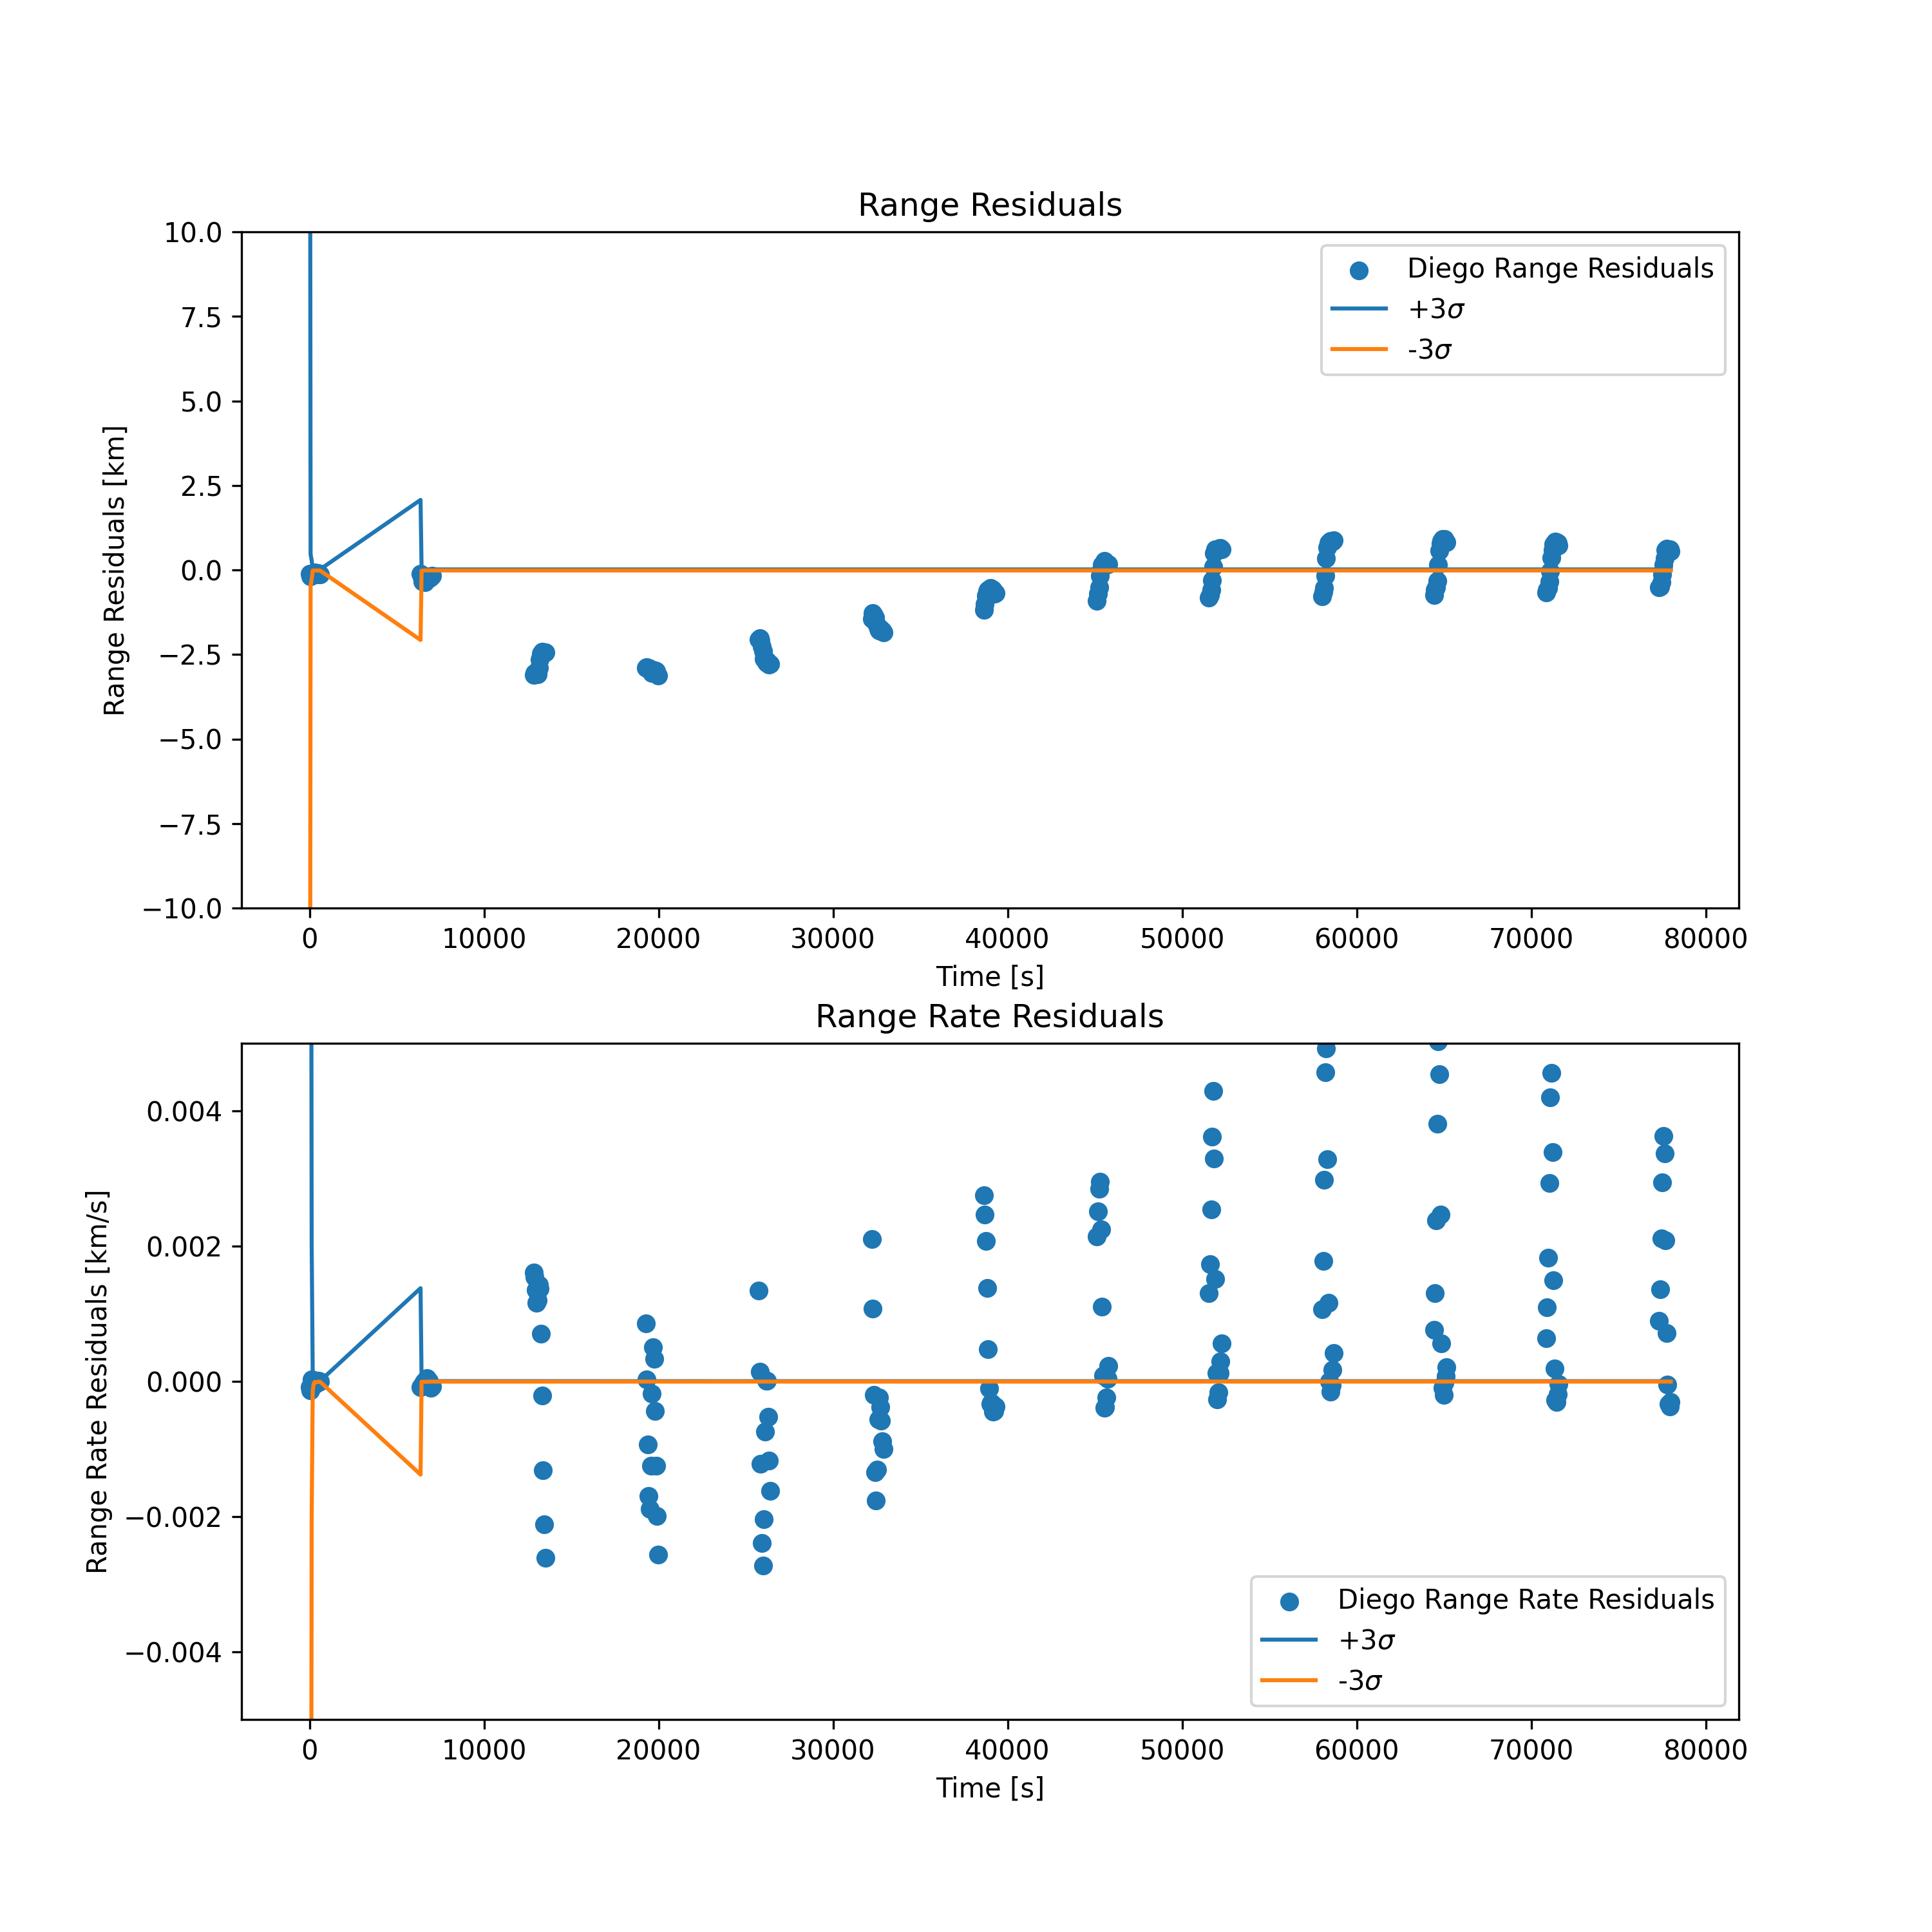 Range Residuals
10.0
7.5
5.0
2.5
0.0
−2.5
−5.0
−7.5
−10.0
Range Residuals [km]
Diego Range Residuals
+3σ
-3σ
0 10000 20000 30000 40000 50000 60000 70000 80000
Time [s]
Range Rate Residuals
0.004
0.002
0.000
−0.002
−0.004
Range Rate Residuals [km/s]
Diego Range Rate Residuals
+3σ
-3σ
0 10000 20000 30000 40000 50000 60000 70000 80000
Time [s]